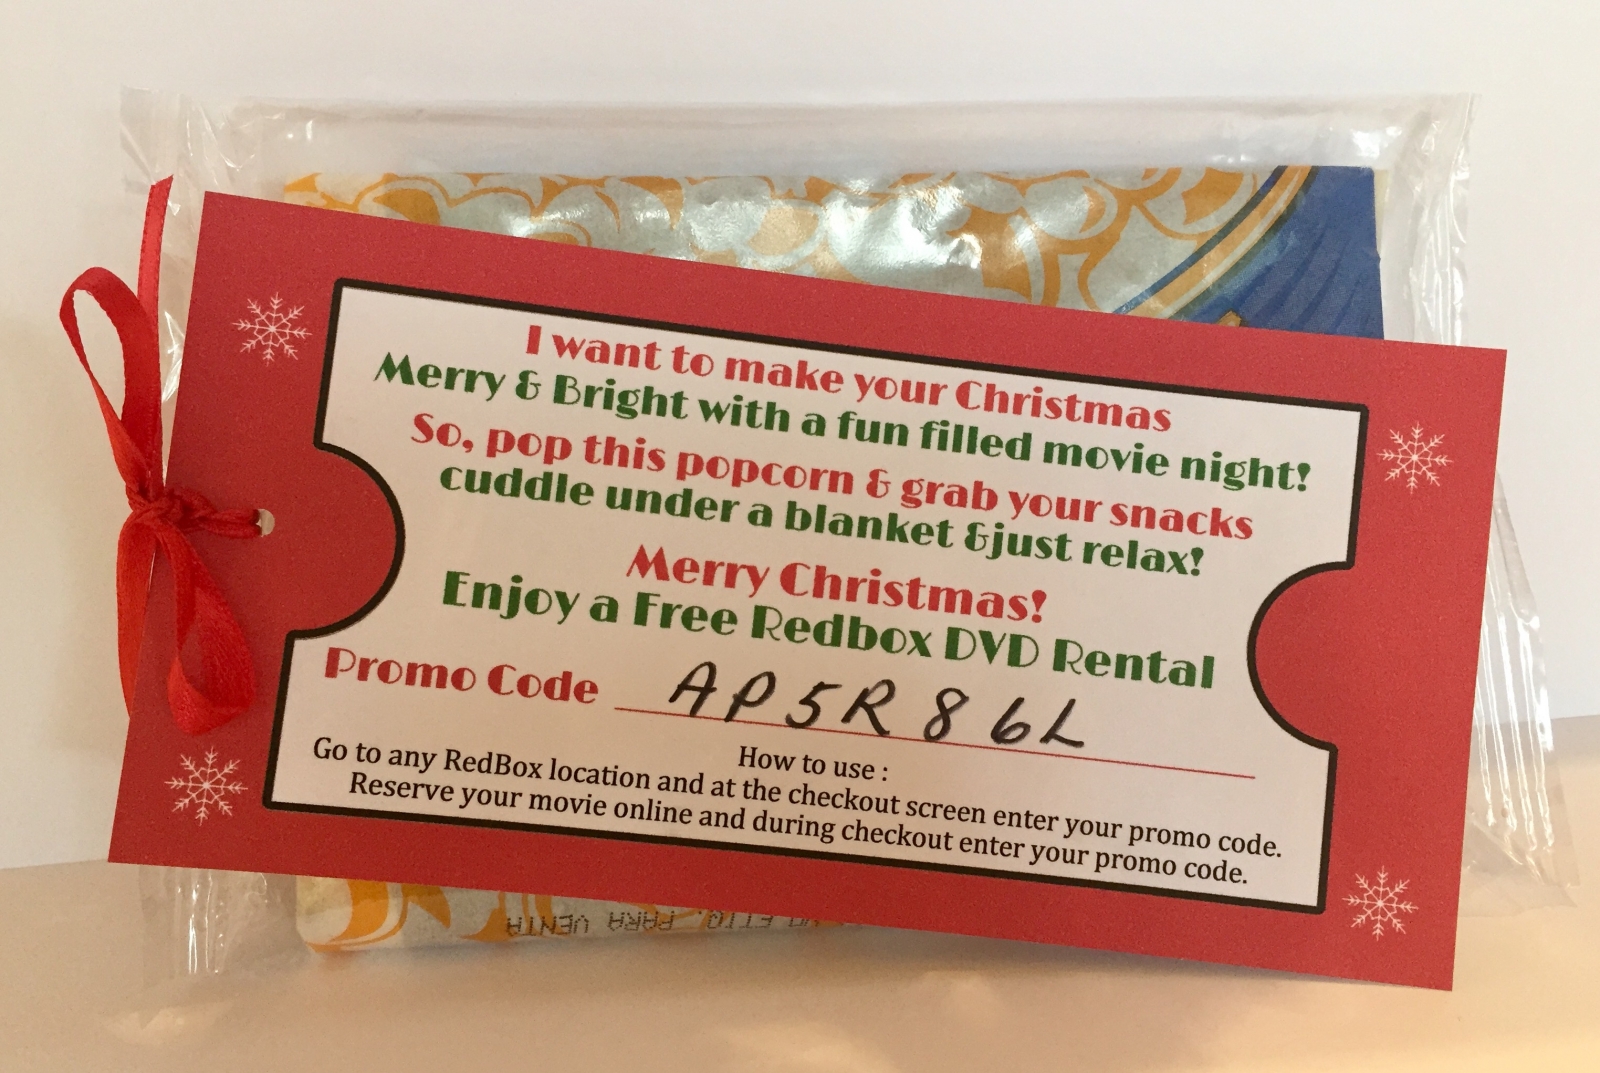 I want to make your Christmas
Merry & Bright with a fun filled movie night!
So, pop this popcorn & grab your snacks
cuddle under a blanket &just relax!
Merry Christmas!
Enjoy a Free Redbox DVD Rental
Promo Code AP5R86L
How to use :
Go to any RedBox location and at the checkout screen enter your promo code.
Reserve your movie online and during checkout enter your promo code.
PARA VENTA